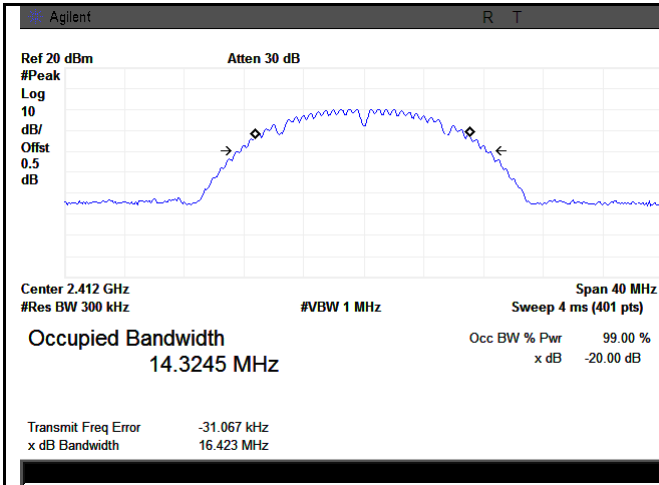 Agilent R T
Ref 20 dBm Atten 30 dB
#Peak
Log
10
dB/
Offst
0.5
dB
Center 2.412 GHz Span 40 MHz
#Res BW 300 kHz #VBW 1 MHz Sweep 4 ms (401 pts)
Occupied Bandwidth Occ BW % Pwr 99.00 %
14.3245 MHz x dB -20.00 dB
Transmit Freq Error -31.067 kHz
x dB Bandwidth 16.423 MHz